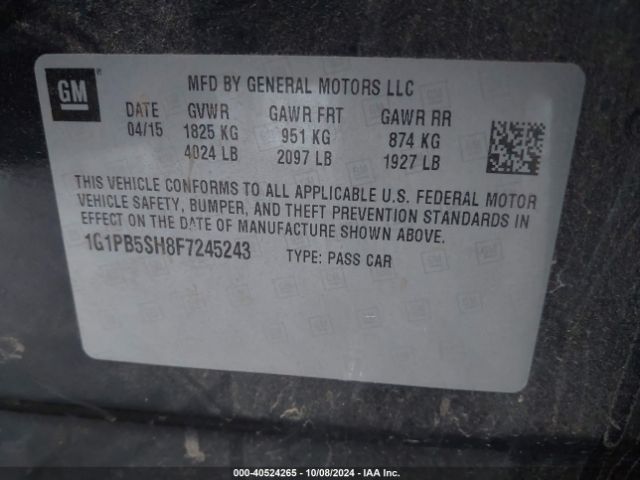 GM ®
MFD BY GENERAL MOTORS LLC
DATE GVWR GAWR FRT GAWR RR
04/15 1825 KG 951 KG 874 KG
4024 LB 2097 LB 1927 LB
THIS VEHICLE CONFORMS TO ALL APPLICABLE U.S. FEDERAL MOTOR
VEHICLE SAFETY, BUMPER, AND THEFT PREVENTION STANDARDS IN
EFFECT ON THE DATE OF MANUFACTURE SHOWN ABOVE.
1G1PB5SH8F7245243 TYPE: PASS CAR
000-40524265 - 10/08/2024 - IAA Inc.